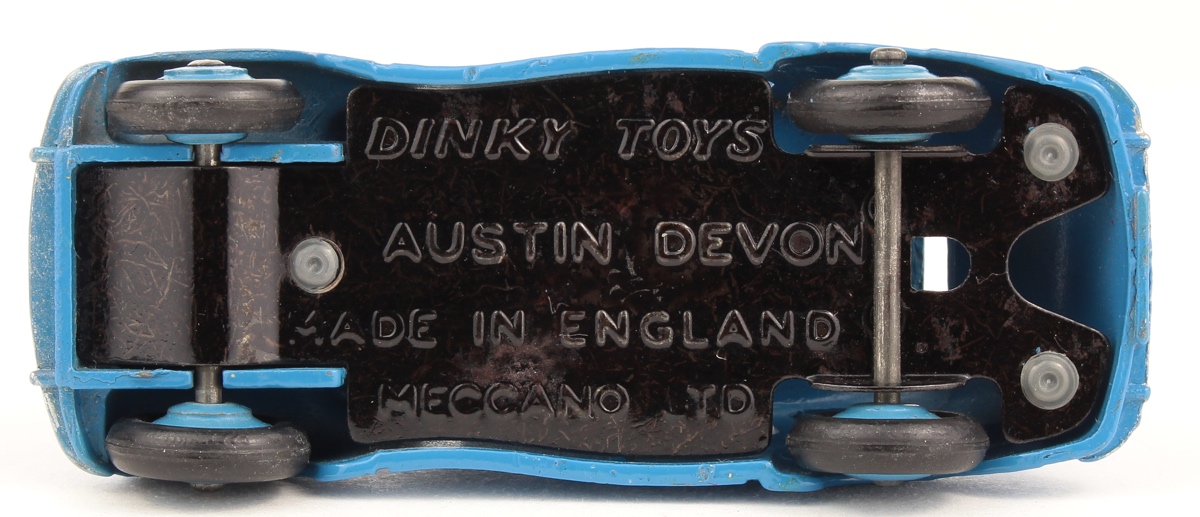 DINKY TOYS
AUSTIN DEVON
MADE IN ENGLAND
MECCANO LTD